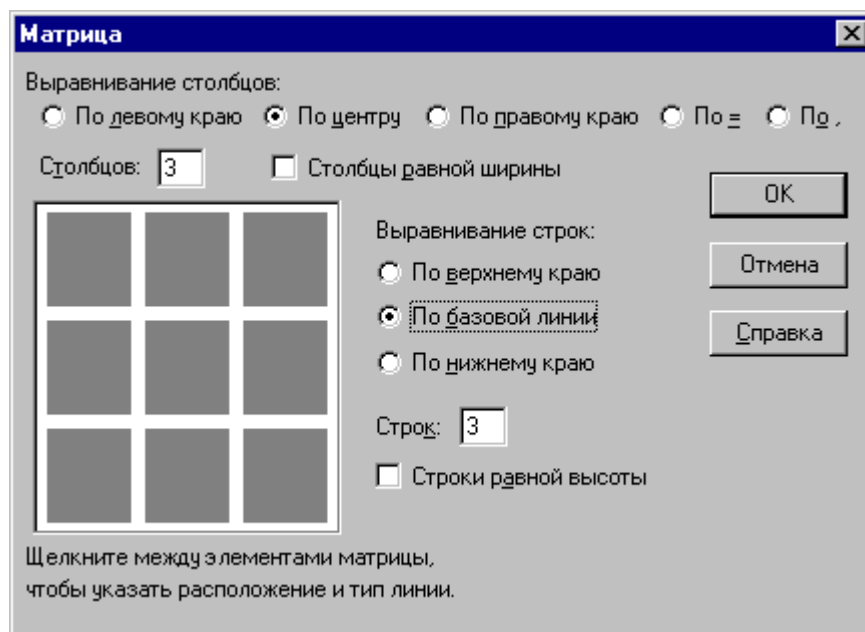 Матрица
Выравнивание столбцов:
По левому краю По центру По правому краю По = По ,
Столбцов: 3 Столбцы равной ширины
OK
Выравнивание строк:
По верхнему краю
Отмена
По базовой линии
Справка
По нижнему краю
Строк: 3
Строки равной высоты
Щелкните между элементами матрицы,
чтобы указать расположение и тип линии.